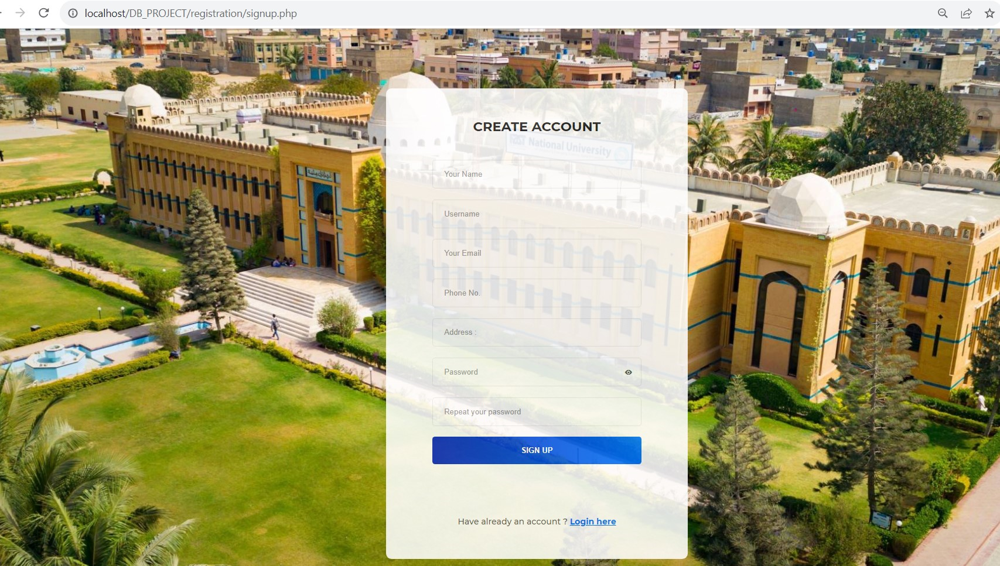 localhost/DB_PROJECT/registration/signup.php
CREATE ACCOUNT
National University
Your Name
Username
Your Email
Phone No.
Address :
Password
Repeat your password
SIGN UP
Have already an account ? Login here